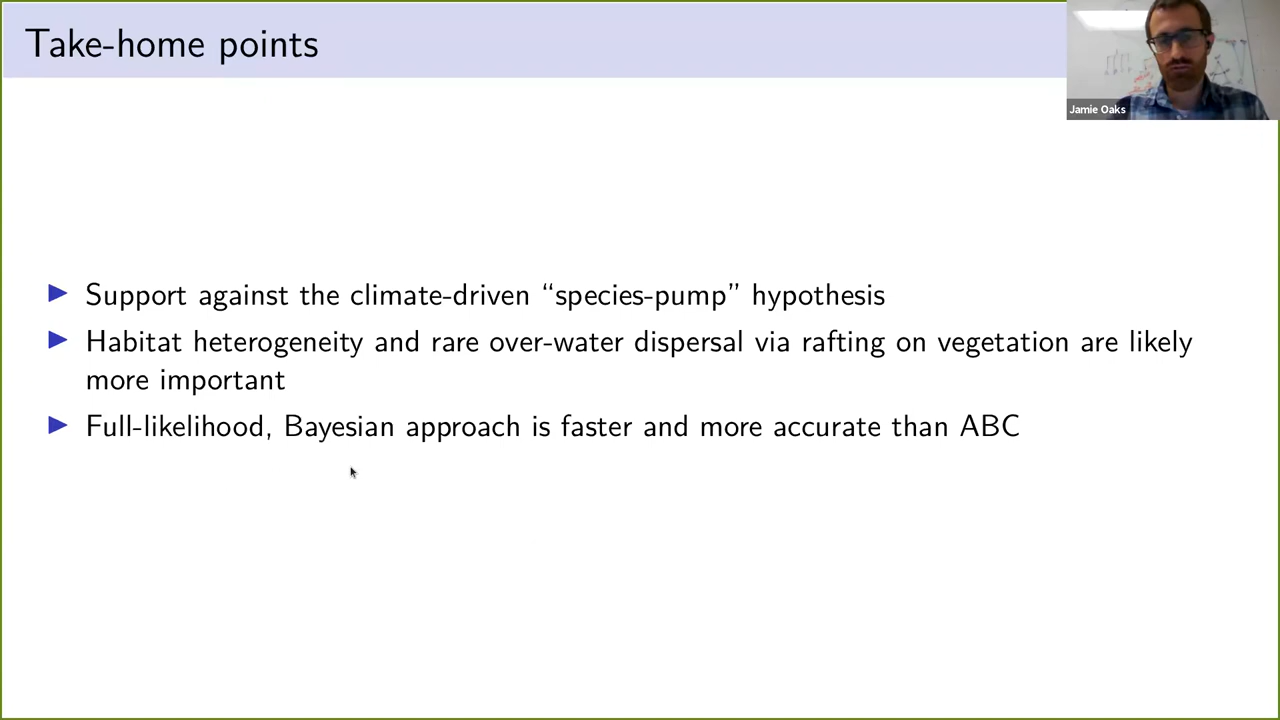 Take-home points
Jamie Oaks
▶ Support against the climate-driven “species-pump” hypothesis
▶ Habitat heterogeneity and rare over-water dispersal via rafting on vegetation are likely
more important
▶ Full-likelihood, Bayesian approach is faster and more accurate than ABC